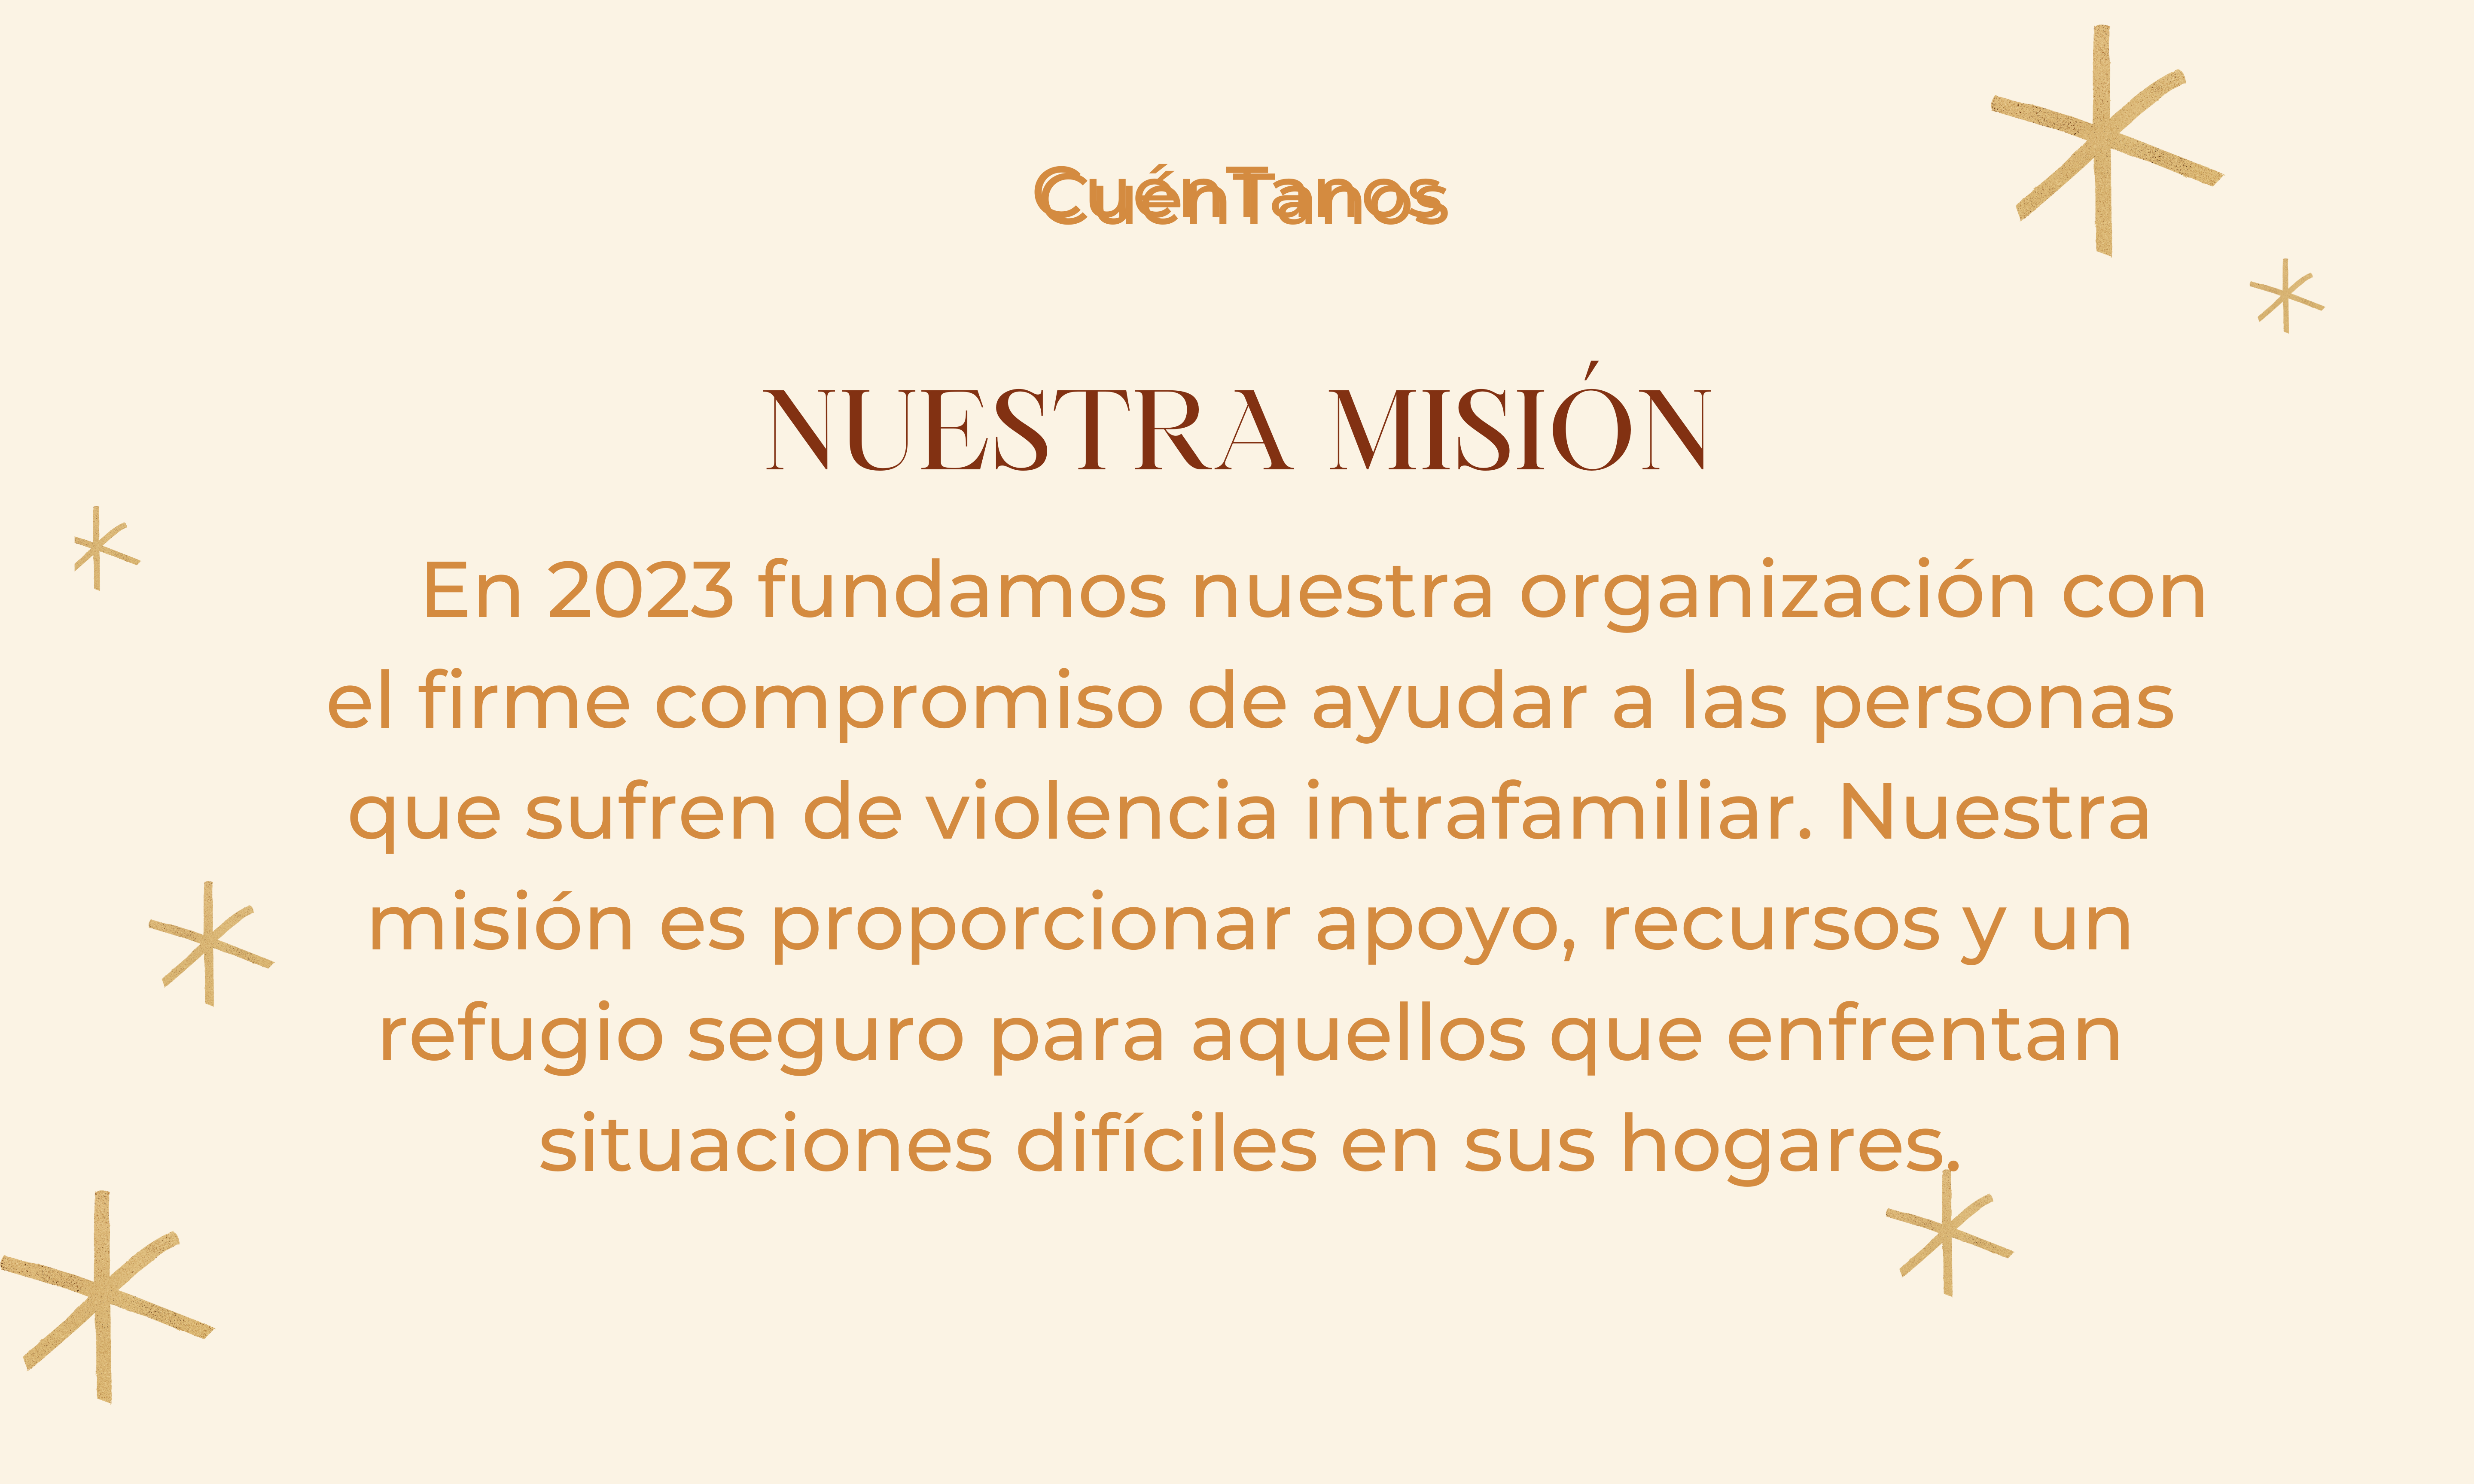 CuénTanos
NUESTRA MISIÓN
En 2023 fundamos nuestra organización con
el firme compromiso de ayudar a las personas
que sufren de violencia intrafamiliar. Nuestra
misión es proporcionar apoyo, recursos y un
refugio seguro para aquellos que enfrentan
situaciones difíciles en sus hogares.